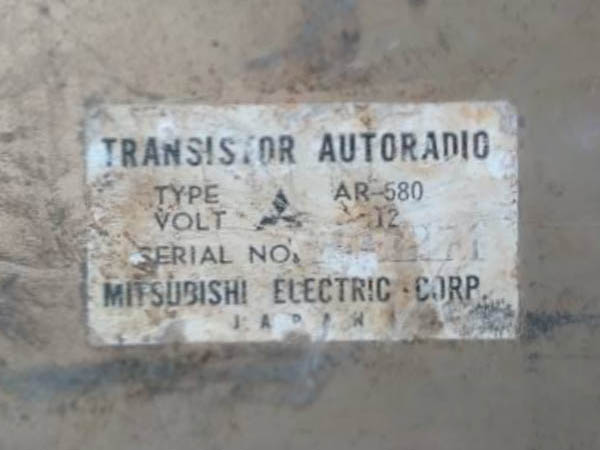 TRANSISTOR AUTORADIO
TYPE AR-580
VOLT 12
SERIAL NO.
MITSUBISHI ELECTRIC CORP.
JAPAN